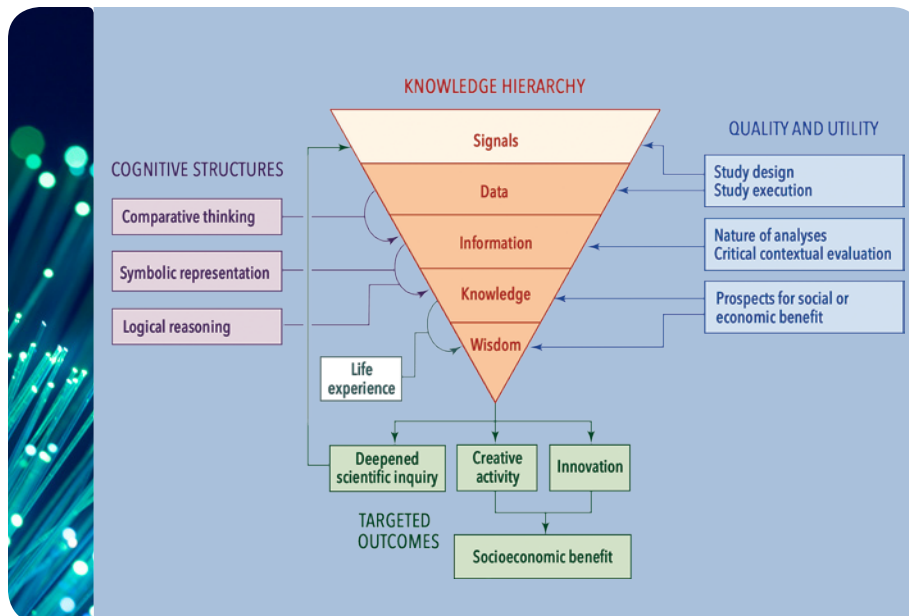 KNOWLEDGE HIERARCHY
Signals
Data
Information
Knowledge
Wisdom
COGNITIVE STRUCTURES
Comparative thinking
Symbolic representation
Logical reasoning
Life
experience
QUALITY AND UTILITY
Study design
Study execution
Nature of analyses
Critical contextual evaluation
Prospects for social or
economic benefit
Deepened
scientific inquiry
Creative
activity
Innovation
TARGETED
OUTCOMES
Socioeconomic benefit